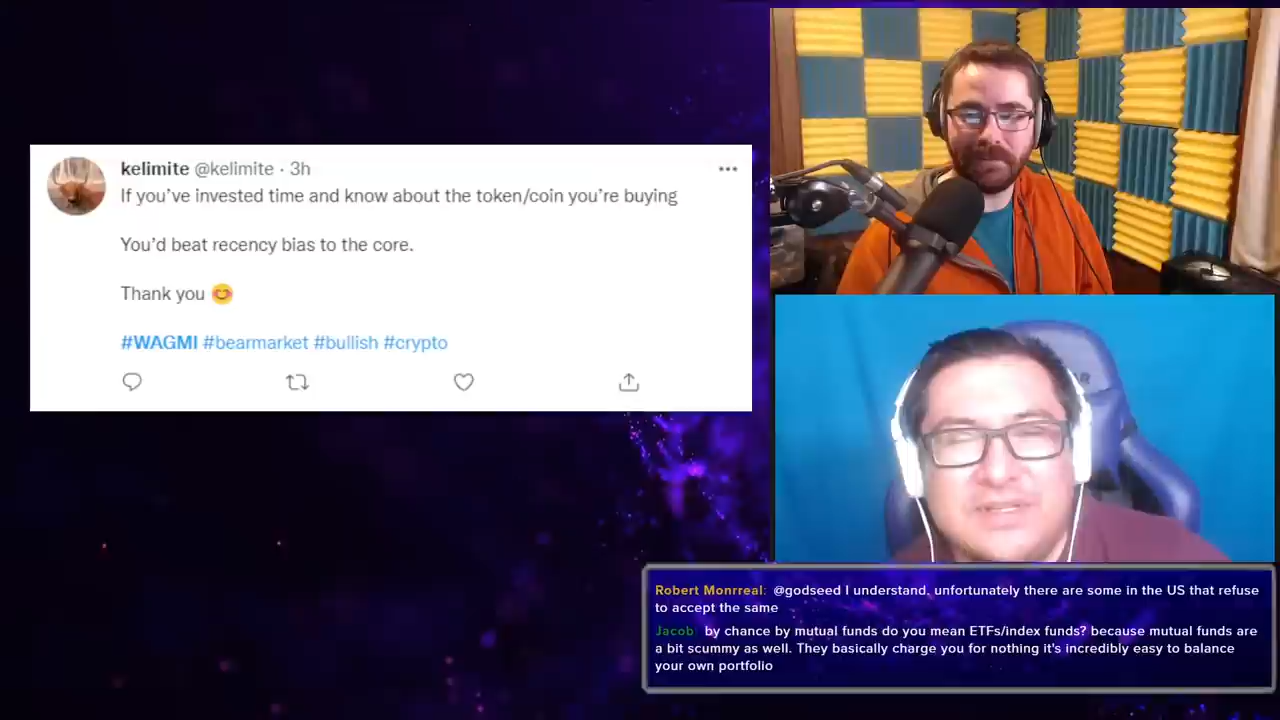 kelimite @kelimite · 3h
If you’ve invested time and know about the token/coin you’re buying
You’d beat recency bias to the core.
Thank you 😊
#WAGMI #bearmarket #bullish #crypto
Robert Monrreal: @godseed I understand, unfortunately there are some in the US that refuse
to accept the same
Jacob: by chance by mutual funds do you mean ETFs/index funds? because mutual funds are
a bit scummy as well. They basically charge you for nothing it's incredibly easy to balance
your own portfolio